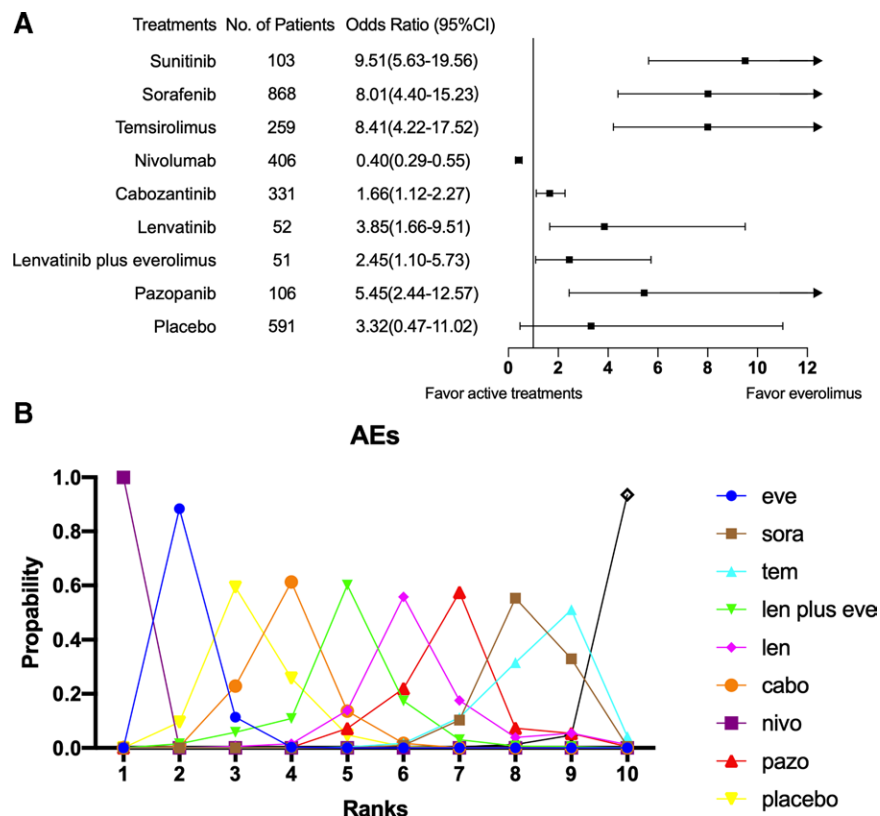 A
Treatments No. of Patients Odds Ratio (95%CI)
Sunitinib 103 9.51(5.63-19.56)
Sorafenib 868 8.01(4.40-15.23)
Temsirolimus 259 8.41(4.22-17.52)
Nivolumab 406 0.40(0.29-0.55)
Cabozantinib 331 1.66(1.12-2.27)
Lenvatinib 52 3.85(1.66-9.51)
Lenvatinib plus everolimus 51 2.45(1.10-5.73)
Pazopanib 106 5.45(2.44-12.57)
Placebo 591 3.32(0.47-11.02)
0 2 4 6 8 10 12
Favor active treatments Favor everolimus
B
AEs
1.0
0.8
0.6
0.4
0.2
0.0
Propability
1 2 3 4 5 6 7 8 9 10
Ranks
eve
sora
tem
len plus eve
len
cabo
nivo
pazo
placebo